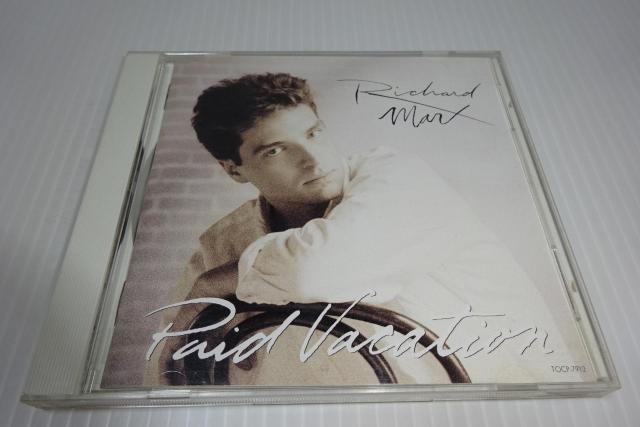 Richard
Marx
Paid Vacation
TOCP-7912